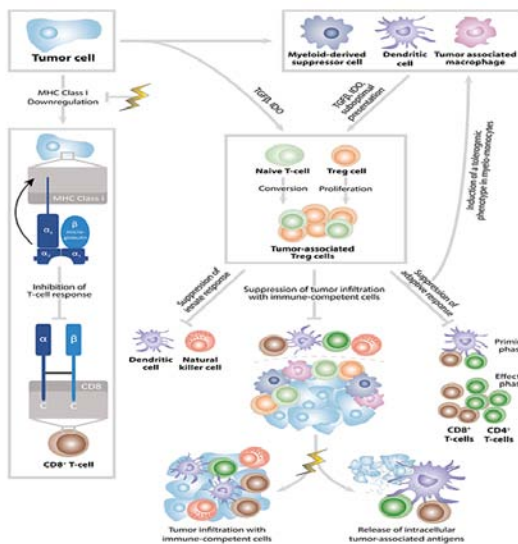 Tumor cell
Myeloid-derived
suppressor cell
Dendritic
cell
Tumor associated
macrophage
MHC Class I
Downregulation
TGFβ, IDO
TGFβ, IDO,
suboptimal
presentation
Induction of a tolerogenic
phenotype in myelo-monocytes
MHC Class I
α₁
β
α₂
Naive T-cell
Treg cell
Conversion
Proliferation
Tumor-associated
Treg cells
Inhibition of
T-cell response
Suppression of
innate response
Suppression of tumor infiltration
with immune-competent cells
Suppression of
adaptive response
α
β
CD8
C
C
CD8⁺ T-cell
Dendritic
cell
Natural
killer cell
Primin
phas
Effect
phas
CD8⁺
T-cells
CD4⁺
T-cells
Tumor infiltration with
immune-competent cells
Release of intracellular
tumor-associated antigens